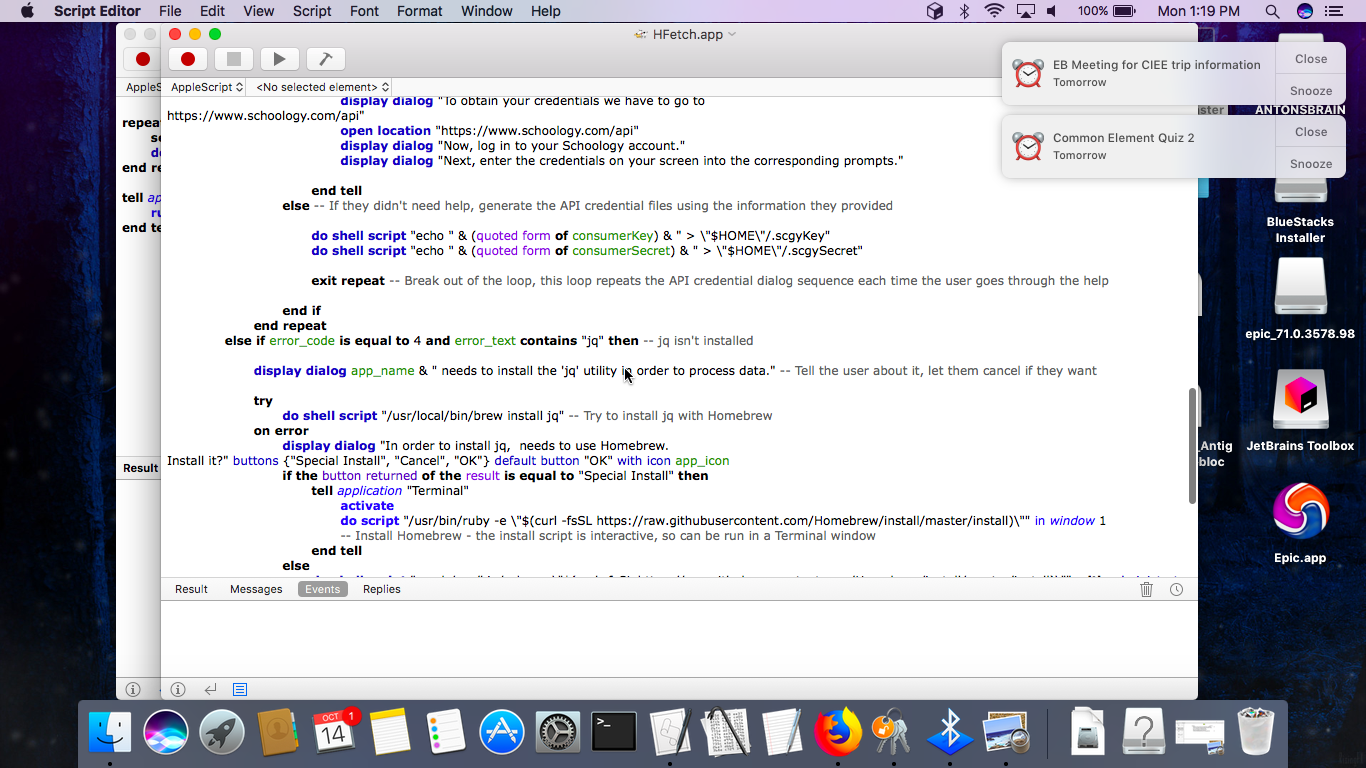 Script Editor File Edit View Script Font Format Window Help
100% Mon 1:19 PM
HFetch.app
AppleS
AppleScript <No selected element>
EB Meeting for CIEE trip information
Tomorrow
Close
Snooze
Common Element Quiz 2
Tomorrow
Close
Snooze
ANTONSBRAIN
BlueStacks
Installer
epic_71.0.3578.98
_Antig
bloc
JetBrains Toolbox
Epic.app
repea
se
de
end re
tell ap
ru
end te
Result
display dialog "To obtain your credentials we have to go to
https://www.schoology.com/api"
open location "https://www.schoology.com/api"
display dialog "Now, log in to your Schoology account."
display dialog "Next, enter the credentials on your screen into the corresponding prompts."
end tell
else -- If they didn't need help, generate the API credential files using the information they provided
do shell script "echo " & (quoted form of consumerKey) & " > \"$HOME\"/.scgyKey"
do shell script "echo " & (quoted form of consumerSecret) & " > \"$HOME\"/.scgySecret"
exit repeat -- Break out of the loop, this loop repeats the API credential dialog sequence each time the user goes through the help
end if
end repeat
else if error_code is equal to 4 and error_text contains "jq" then -- jq isn't installed
display dialog app_name & " needs to install the 'jq' utility in order to process data." -- Tell the user about it, let them cancel if they want
try
do shell script "/usr/local/bin/brew install jq" -- Try to install jq with Homebrew
on error
display dialog "In order to install jq,  needs to use Homebrew.
Install it?" buttons {"Special Install", "Cancel", "OK"} default button "OK" with icon app_icon
if the button returned of the result is equal to "Special Install" then
tell application "Terminal"
activate
do script "/usr/bin/ruby -e \"$(curl -fsSL https://raw.githubusercontent.com/Homebrew/install/master/install)\"" in window 1
-- Install Homebrew - the install script is interactive, so can be run in a Terminal window
end tell
else
Result Messages Events Replies
OCT
14
1